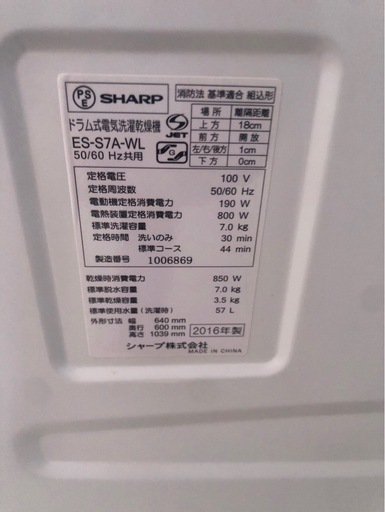 PS E SHARP 消防法 基準適合 組込形
ドラム式電気洗濯乾燥機 JET
ES-S7A-WL
50/60 Hz共用 G
場所 離隔距離
上方 18cm
前方 開放
左/右/後方 1cm
下方 0cm
定格電圧 100 V
定格周波数 50/60 Hz
電動機定格消費電力 190 W
電熱装置定格消費電力 800 W
標準洗濯容量 7.0 kg
定格時間 洗いのみ 30 min
標準コース 44 min
製造番号 1006869
乾燥時消費電力 850 W
標準脱水容量 7.0 kg
標準乾燥容量 3.5 kg
標準使用水量(洗濯時) 57 L
外形寸法 幅 640 mm
奥行 600 mm
高さ 1039 mm
2016年製
シャープ株式会社
MADE IN CHINA